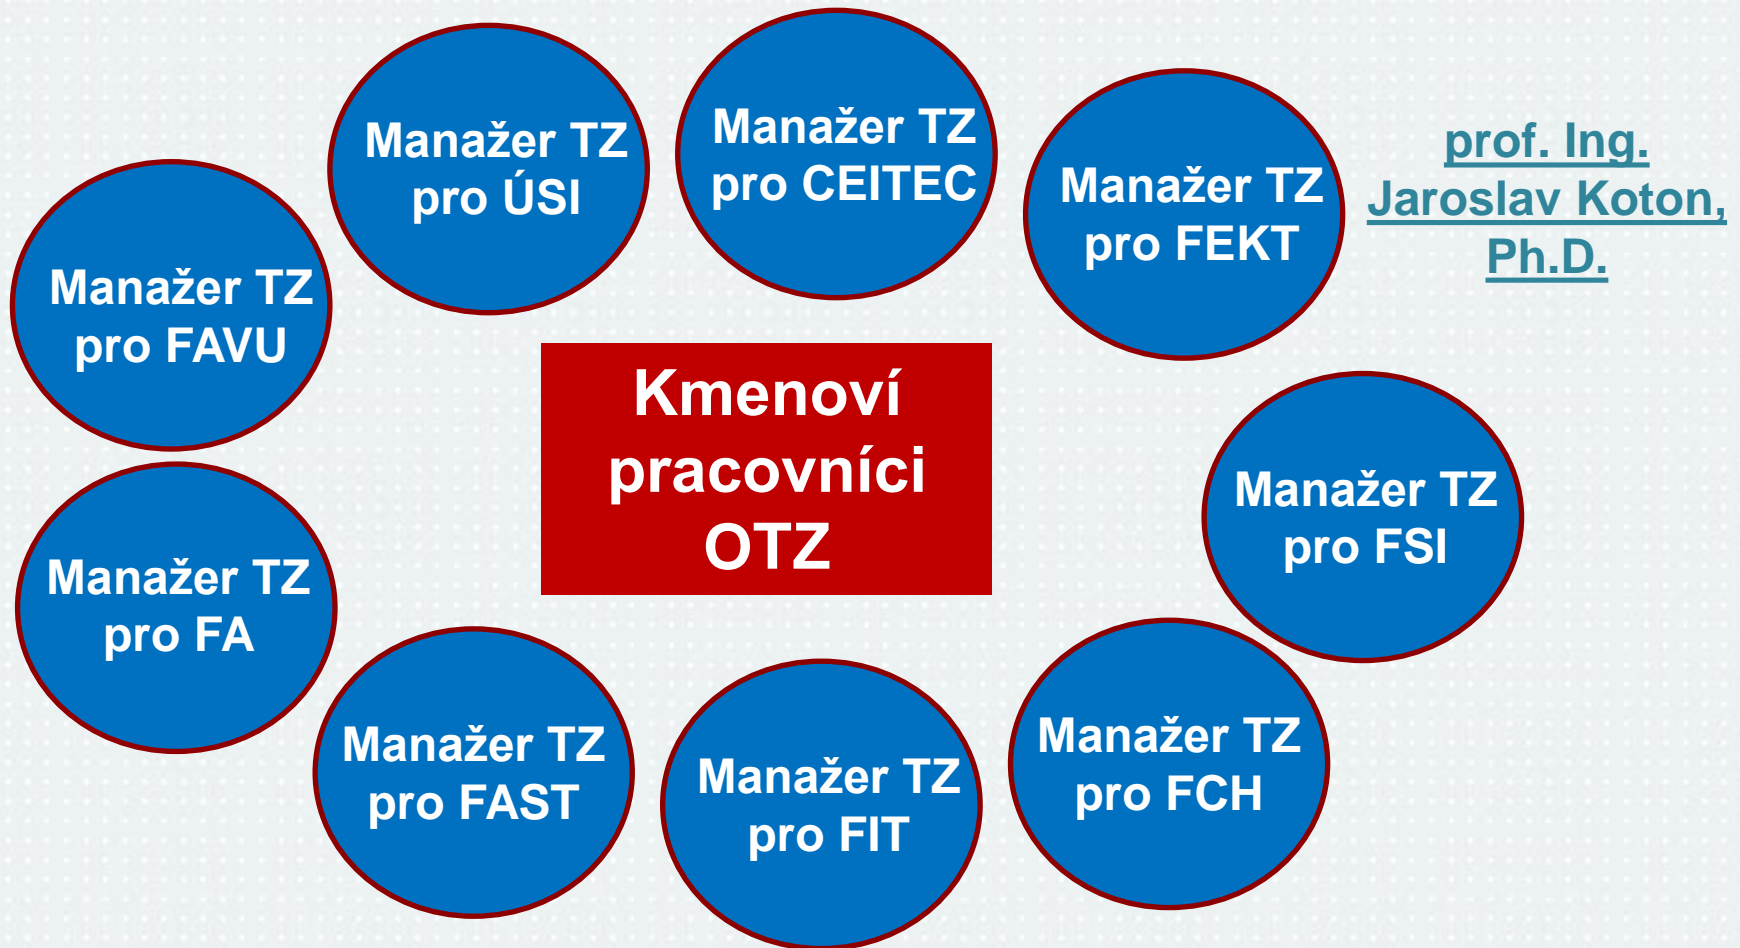 Manažer TZ
pro ÚSI
Manažer TZ
pro CEITEC
Manažer TZ
pro FEKT
prof. Ing.
Jaroslav Koton,
Ph.D.
Manažer TZ
pro FAVU
Kmenoví
pracovníci
OTZ
Manažer TZ
pro FSI
Manažer TZ
pro FA
Manažer TZ
pro FAST
Manažer TZ
pro FIT
Manažer TZ
pro FCH